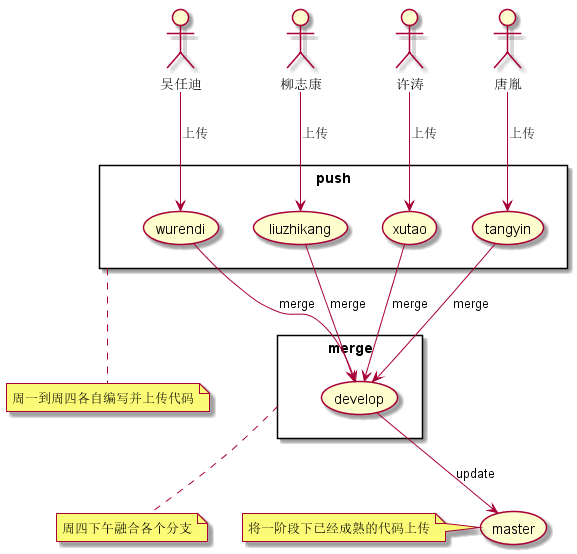 吴任迪 柳志康 许涛 唐胤
上传 上传 上传 上传
push
wurendi liuzhikang xutao tangyin
merge merge merge merge
merge
周一到周四各自编写并上传代码
develop
update
周四下午融合各个分支
将一阶段下已经成熟的代码上传
master